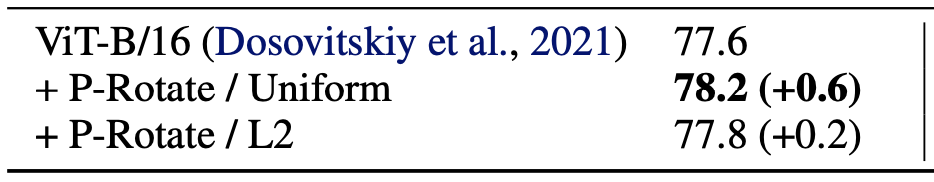 ViT-B/16 (Dosovitskiy et al., 2021) 77.6
+ P-Rotate / Uniform 78.2 (+0.6)
+ P-Rotate / L2 77.8 (+0.2)